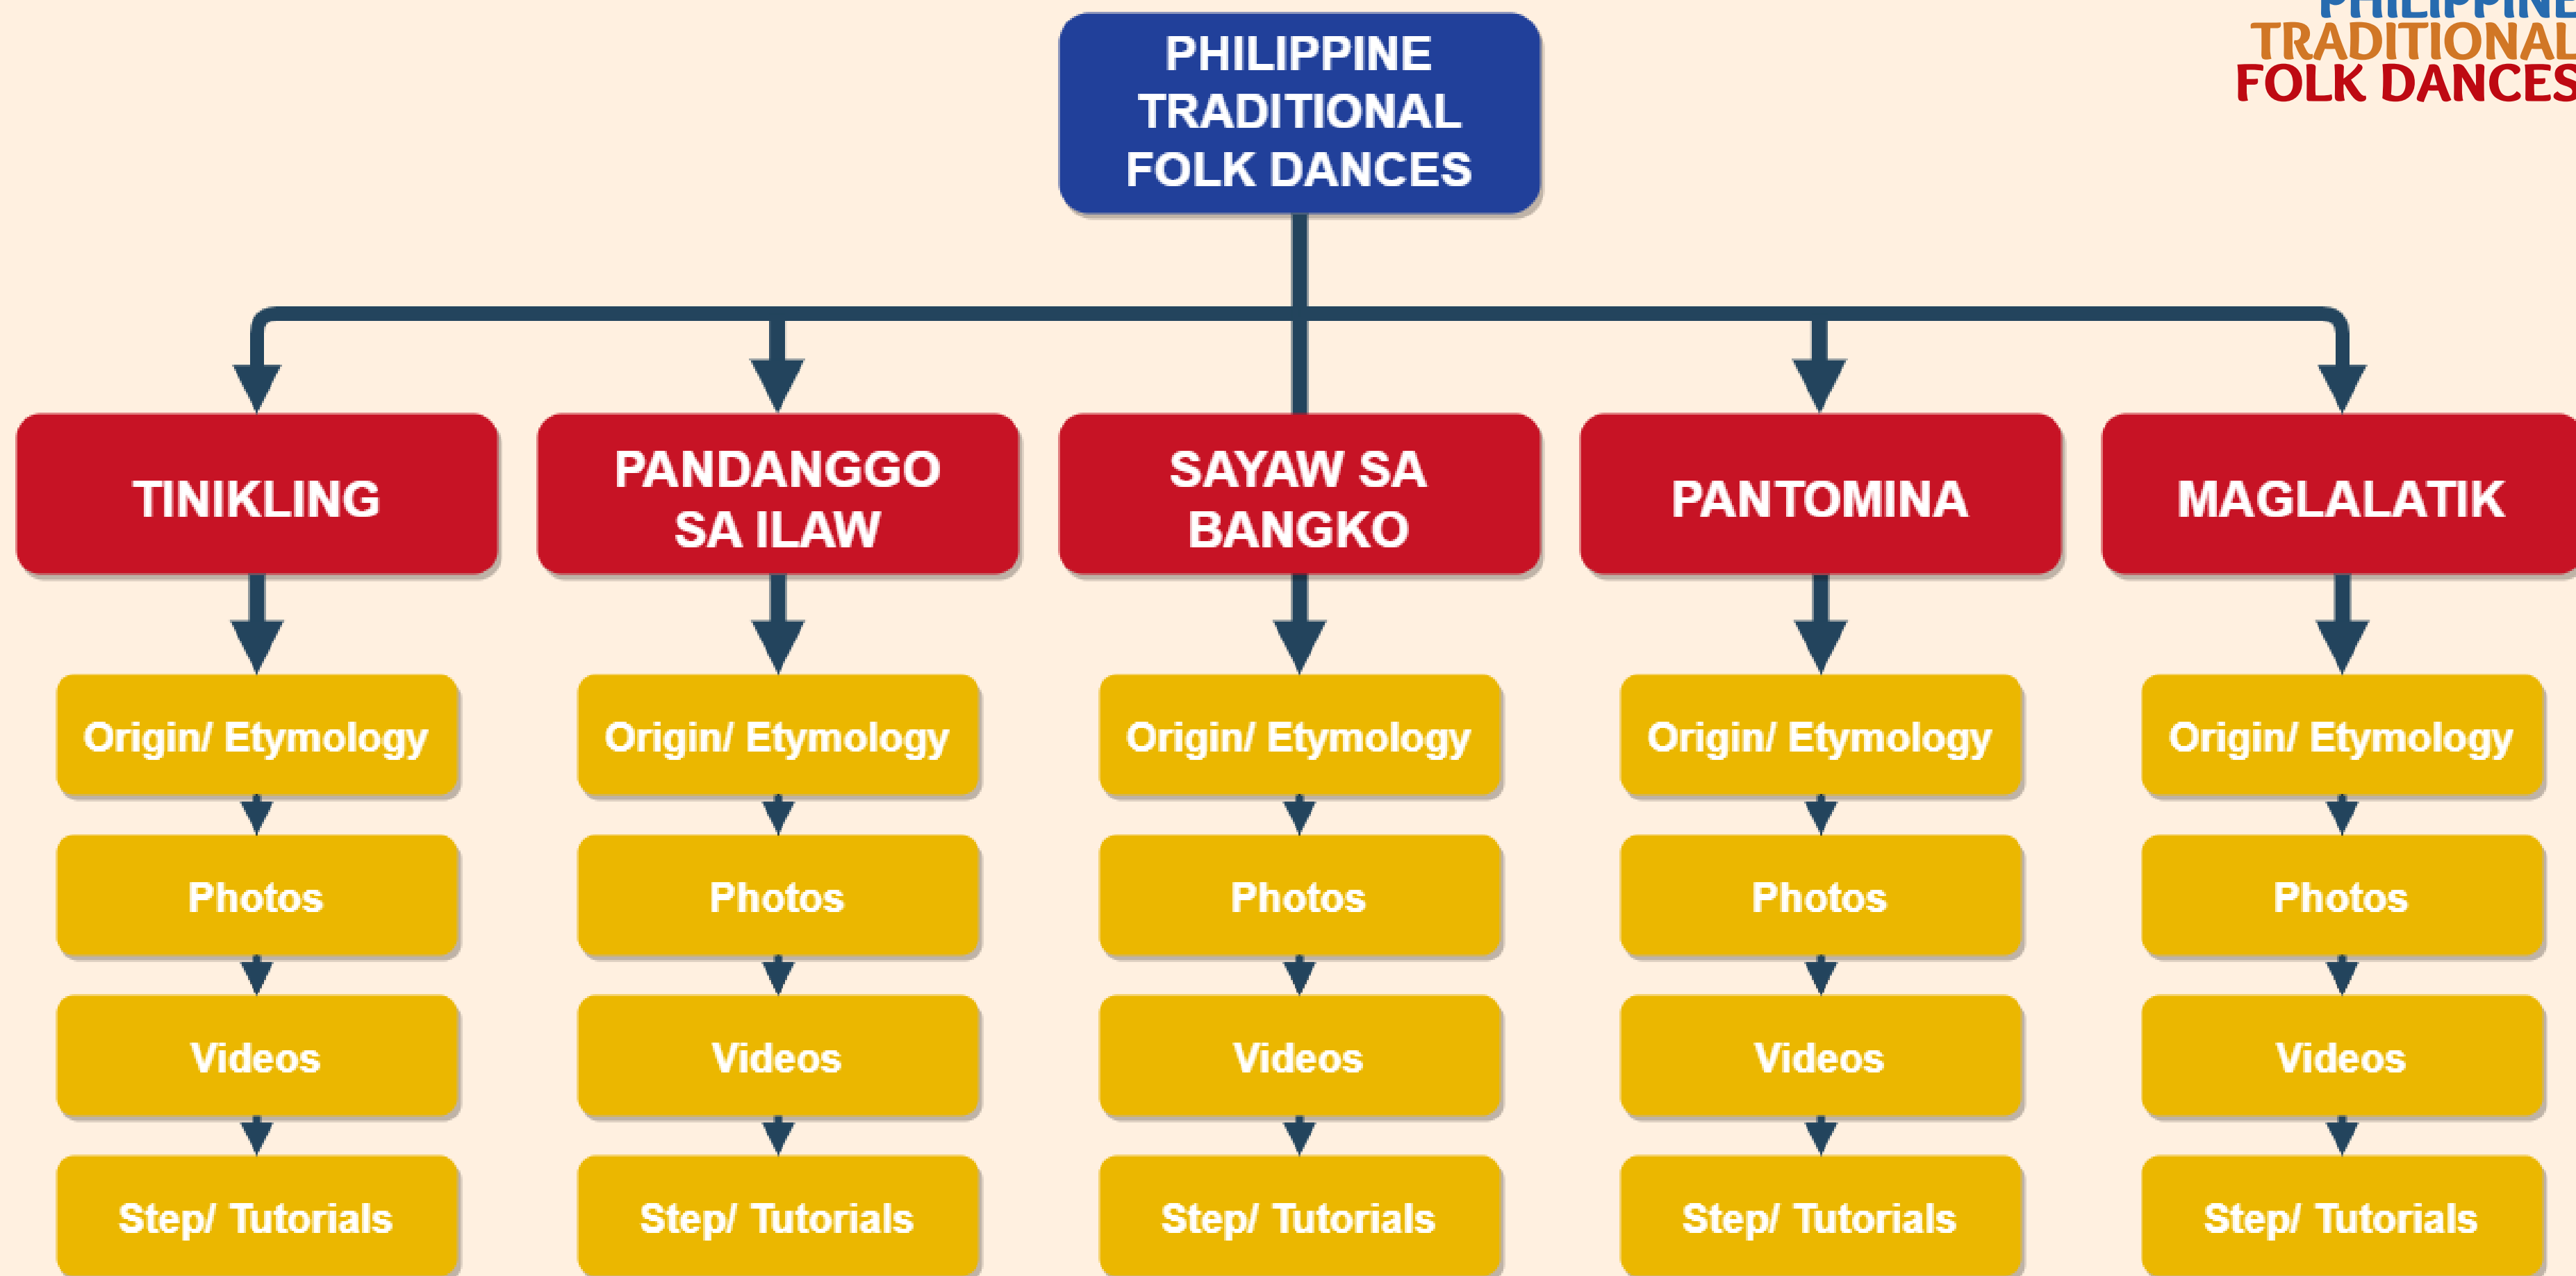 PHILIPPINE
TRADITIONAL
FOLK DANCES
PHILIPPINE
TRADITIONAL
FOLK DANCES
TINIKLING
PANDANGGO
SA ILAW
SAYAW SA
BANGKO
PANTOMINA
MAGLALATIK
Origin/ Etymology
Origin/ Etymology
Origin/ Etymology
Origin/ Etymology
Origin/ Etymology
Photos
Photos
Photos
Photos
Photos
Videos
Videos
Videos
Videos
Videos
Step/ Tutorials
Step/ Tutorials
Step/ Tutorials
Step/ Tutorials
Step/ Tutorials